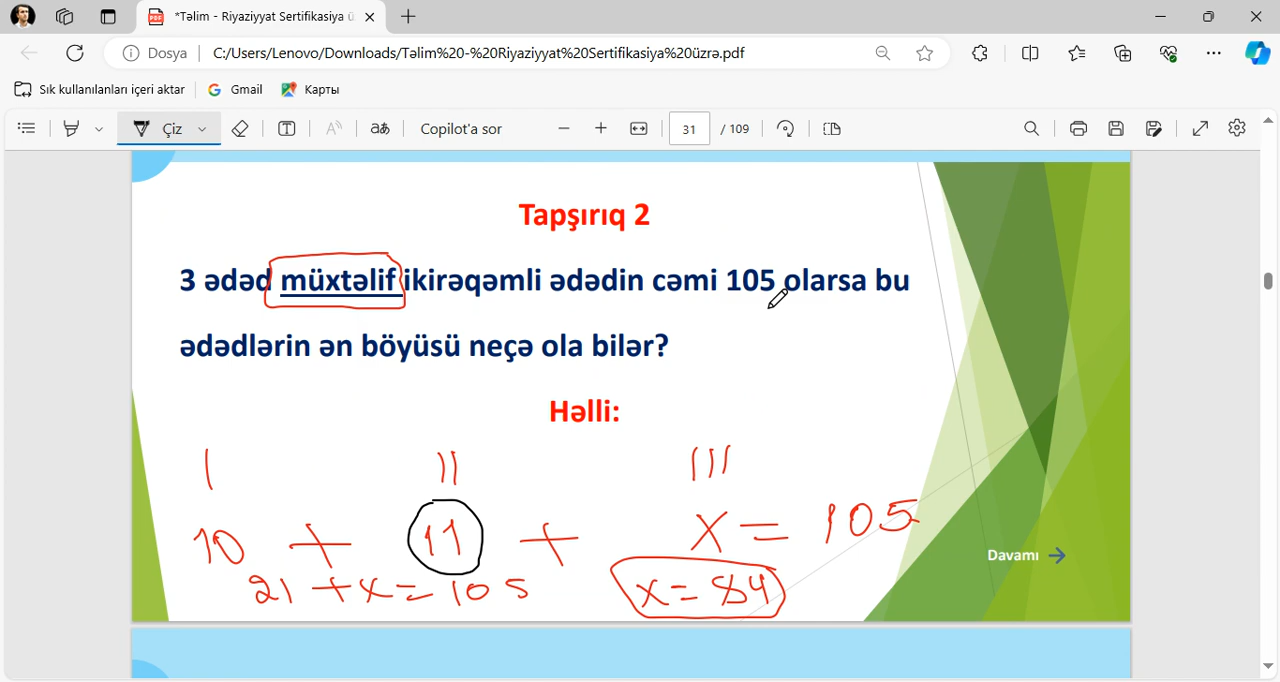 *Təlim - Riyaziyyat Sertifikasiya ü
Dosya
C:/Users/Lenovo/Downloads/Təlim%20-%20Riyaziyyat%20Sertifikasiya%20üzrə.pdf
Sık kullanılanları içeri aktar Gmail Карты
Çiz aあ Copilot'a sor 31 / 109
Tapşırıq 2
3 ədəd müxtəlif ikirəqəmli ədədin cəmi 105 olarsa bu
ədədlərin ən böyüsü neçə ola bilər?
Həlli:
I II III
10 + 11 + x = 105
Davamı
21 + x = 105 x = 84